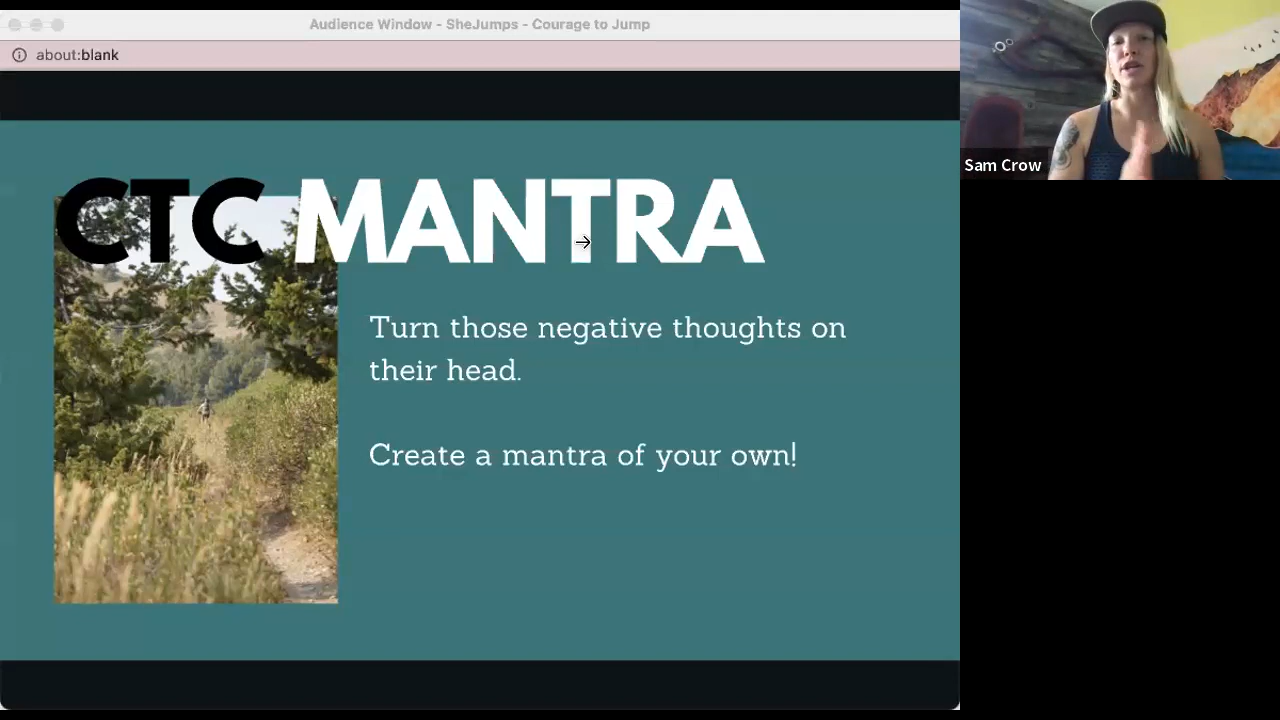 Audience Window - SheJumps - Courage to Jump
about:blank
CTC MANTRA
Turn those negative thoughts on
their head.
Create a mantra of your own!
Sam Crow